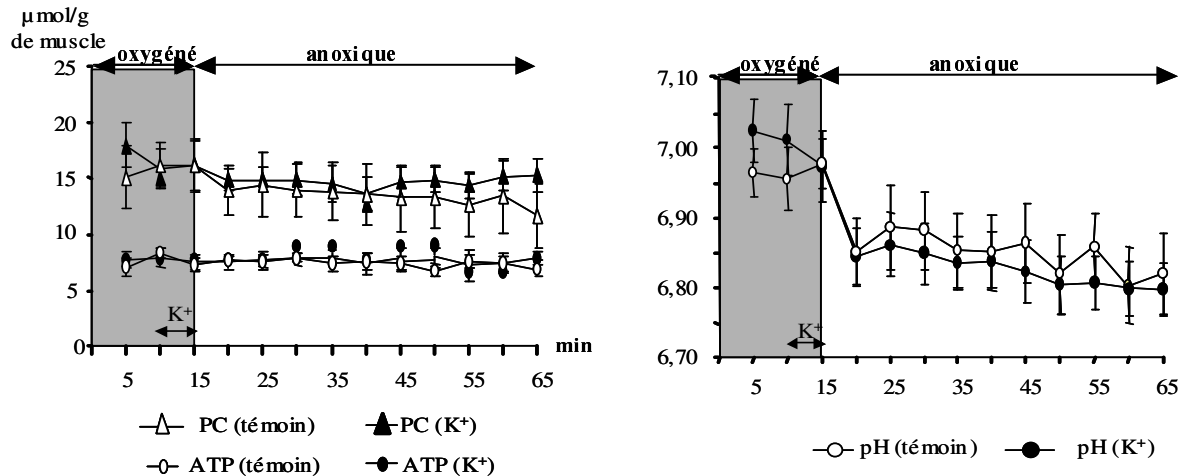 µmol/g
de muscle
oxygéné anoxique
25
20
15
10
5
0
K⁺
min
5 15 25 35 45 55 65
PC (témoin) PC (K⁺)
ATP (témoin) ATP (K⁺)
oxygéné anoxique
7,10
7,00
6,90
6,80
6,70
K⁺
5 15 25 35 45 55 65
pH (témoin) pH (K⁺)